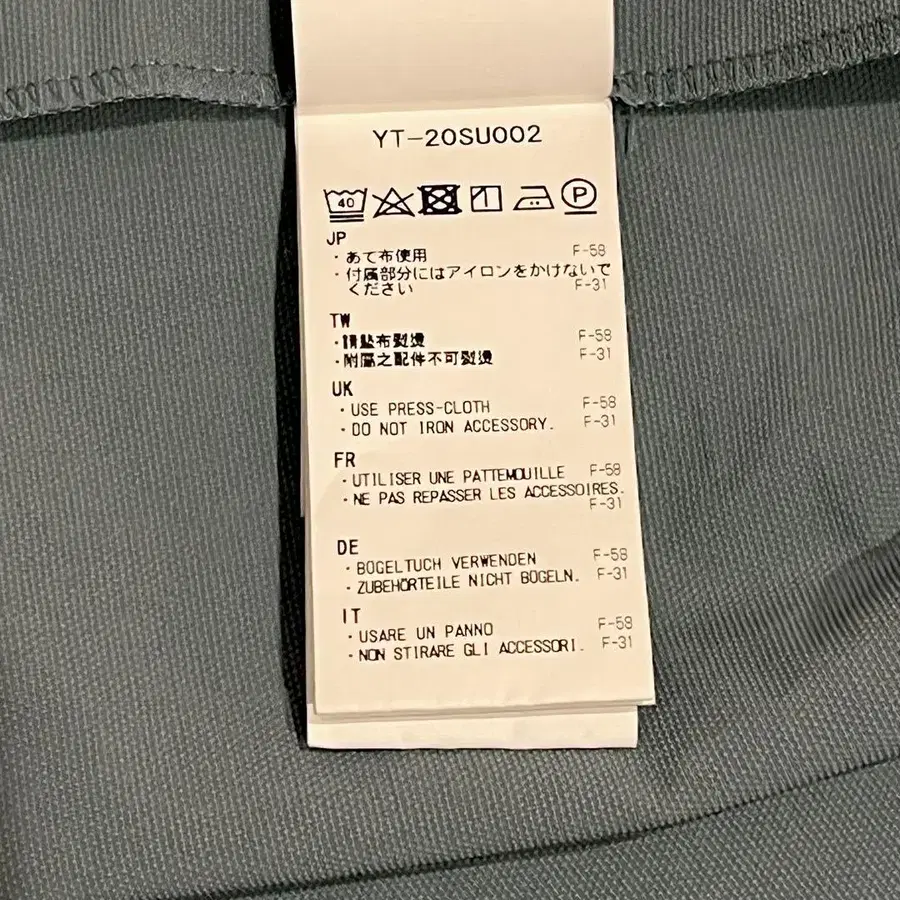 YT-20SU002
40 P
JP
・あて布使用 F-58
・付属部分にはアイロンをかけないで
ください F-31
TW
・請墊布熨燙 F-58
・附屬之配件不可熨燙 F-31
UK
・USE PRESS-CLOTH F-58
・DO NOT IRON ACCESSORY. F-31
FR
・UTILISER UNE PATTEMOUILLE F-58
・NE PAS REPASSER LES ACCESSOIRES.
F-31
DE
・BOGELTUCH VERWENDEN F-58
・ZUBEHÖRTEILE NICHT BOGELN. F-31
IT
・USARE UN PANNO F-58
・NON STIRARE GLI ACCESSORI. F-31